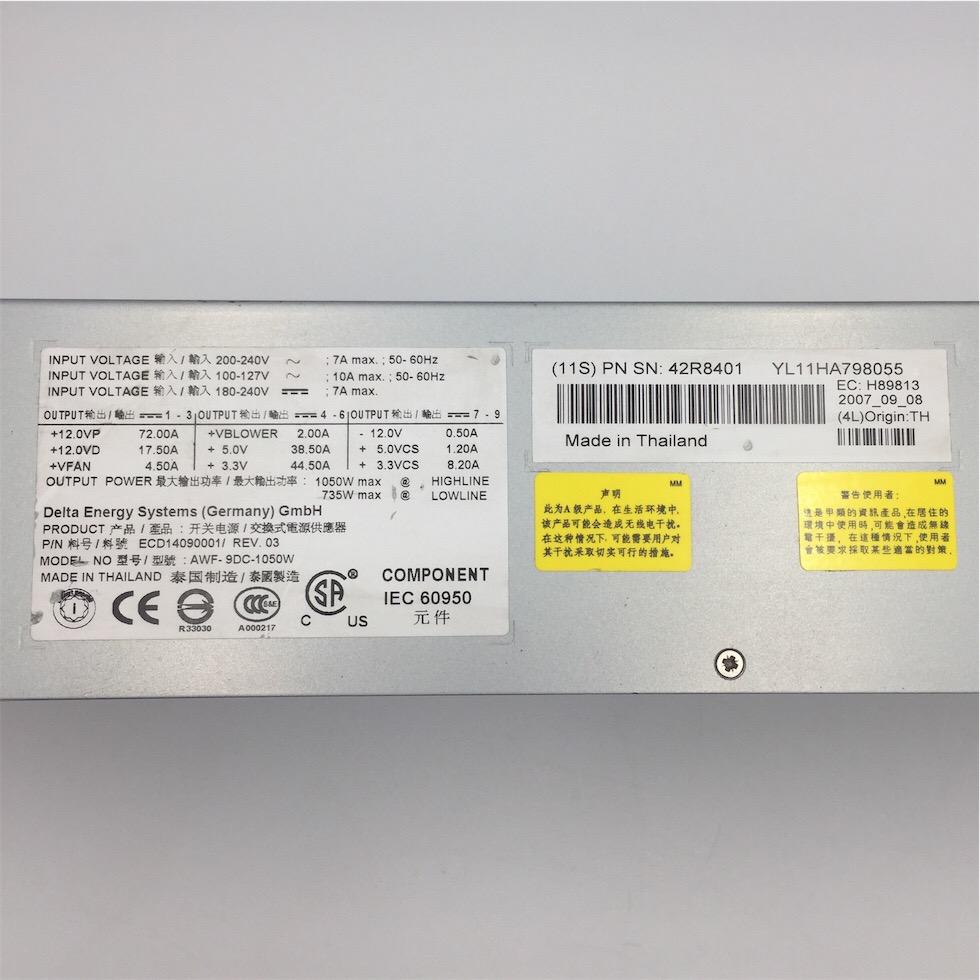 INPUT VOLTAGE 输入 / 輸入 200-240V ~ ; 7A max. ; 50- 60Hz
INPUT VOLTAGE 输入 / 輸入 100-127V ~ ; 10A max. ; 50- 60Hz
INPUT VOLTAGE 输入 / 輸入 180-240V ⎓ ; 7A max.
OUTPUT 输出 / 輸出 ⎓ 1 - 3 OUTPUT 输出 / 輸出 ⎓ 4 - 6 OUTPUT 输出 / 輸出 ⎓ 7 - 9
+12.0VP 72.00A +VBLOWER 2.00A - 12.0V 0.50A
+12.0VD 17.50A + 5.0V 38.50A + 5.0VCS 1.20A
+VFAN 4.50A + 3.3V 44.50A + 3.3VCS 8.20A
OUTPUT POWER 最大输出功率 / 最大輸出功率 : 1050W max @ HIGHLINE
735W max @ LOWLINE
Delta Energy Systems (Germany) GmbH
PRODUCT 产品 / 產品 : 开关电源 / 交換式電源供應器
P/N 料号 / 料號 ECD14090001/ REV. 03
MODEL NO 型号 / 型號 : AWF- 9DC-1050W
MADE IN THAILAND 泰国制造 / 泰國製造
CE
R33030
CCC S&E
A000217
SA ®
C US
COMPONENT
IEC 60950
元件
(11S) PN SN: 42R8401 YL11HA798055
EC: H89813
2007_09_08
(4L)Origin:TH
Made in Thailand
MM
声明
此为A级产品，在生活环境中，
该产品可能会造成无线电干扰。
在这种情况下，可能需要用户对
其干扰采取切实可行的措施。
MM
警告使用者：
這是甲類的資訊產品，在居住的
環境中使用時，可能會造成無線
電干擾，在這種情況下，使用者
會被要求採取某些適當的對策.